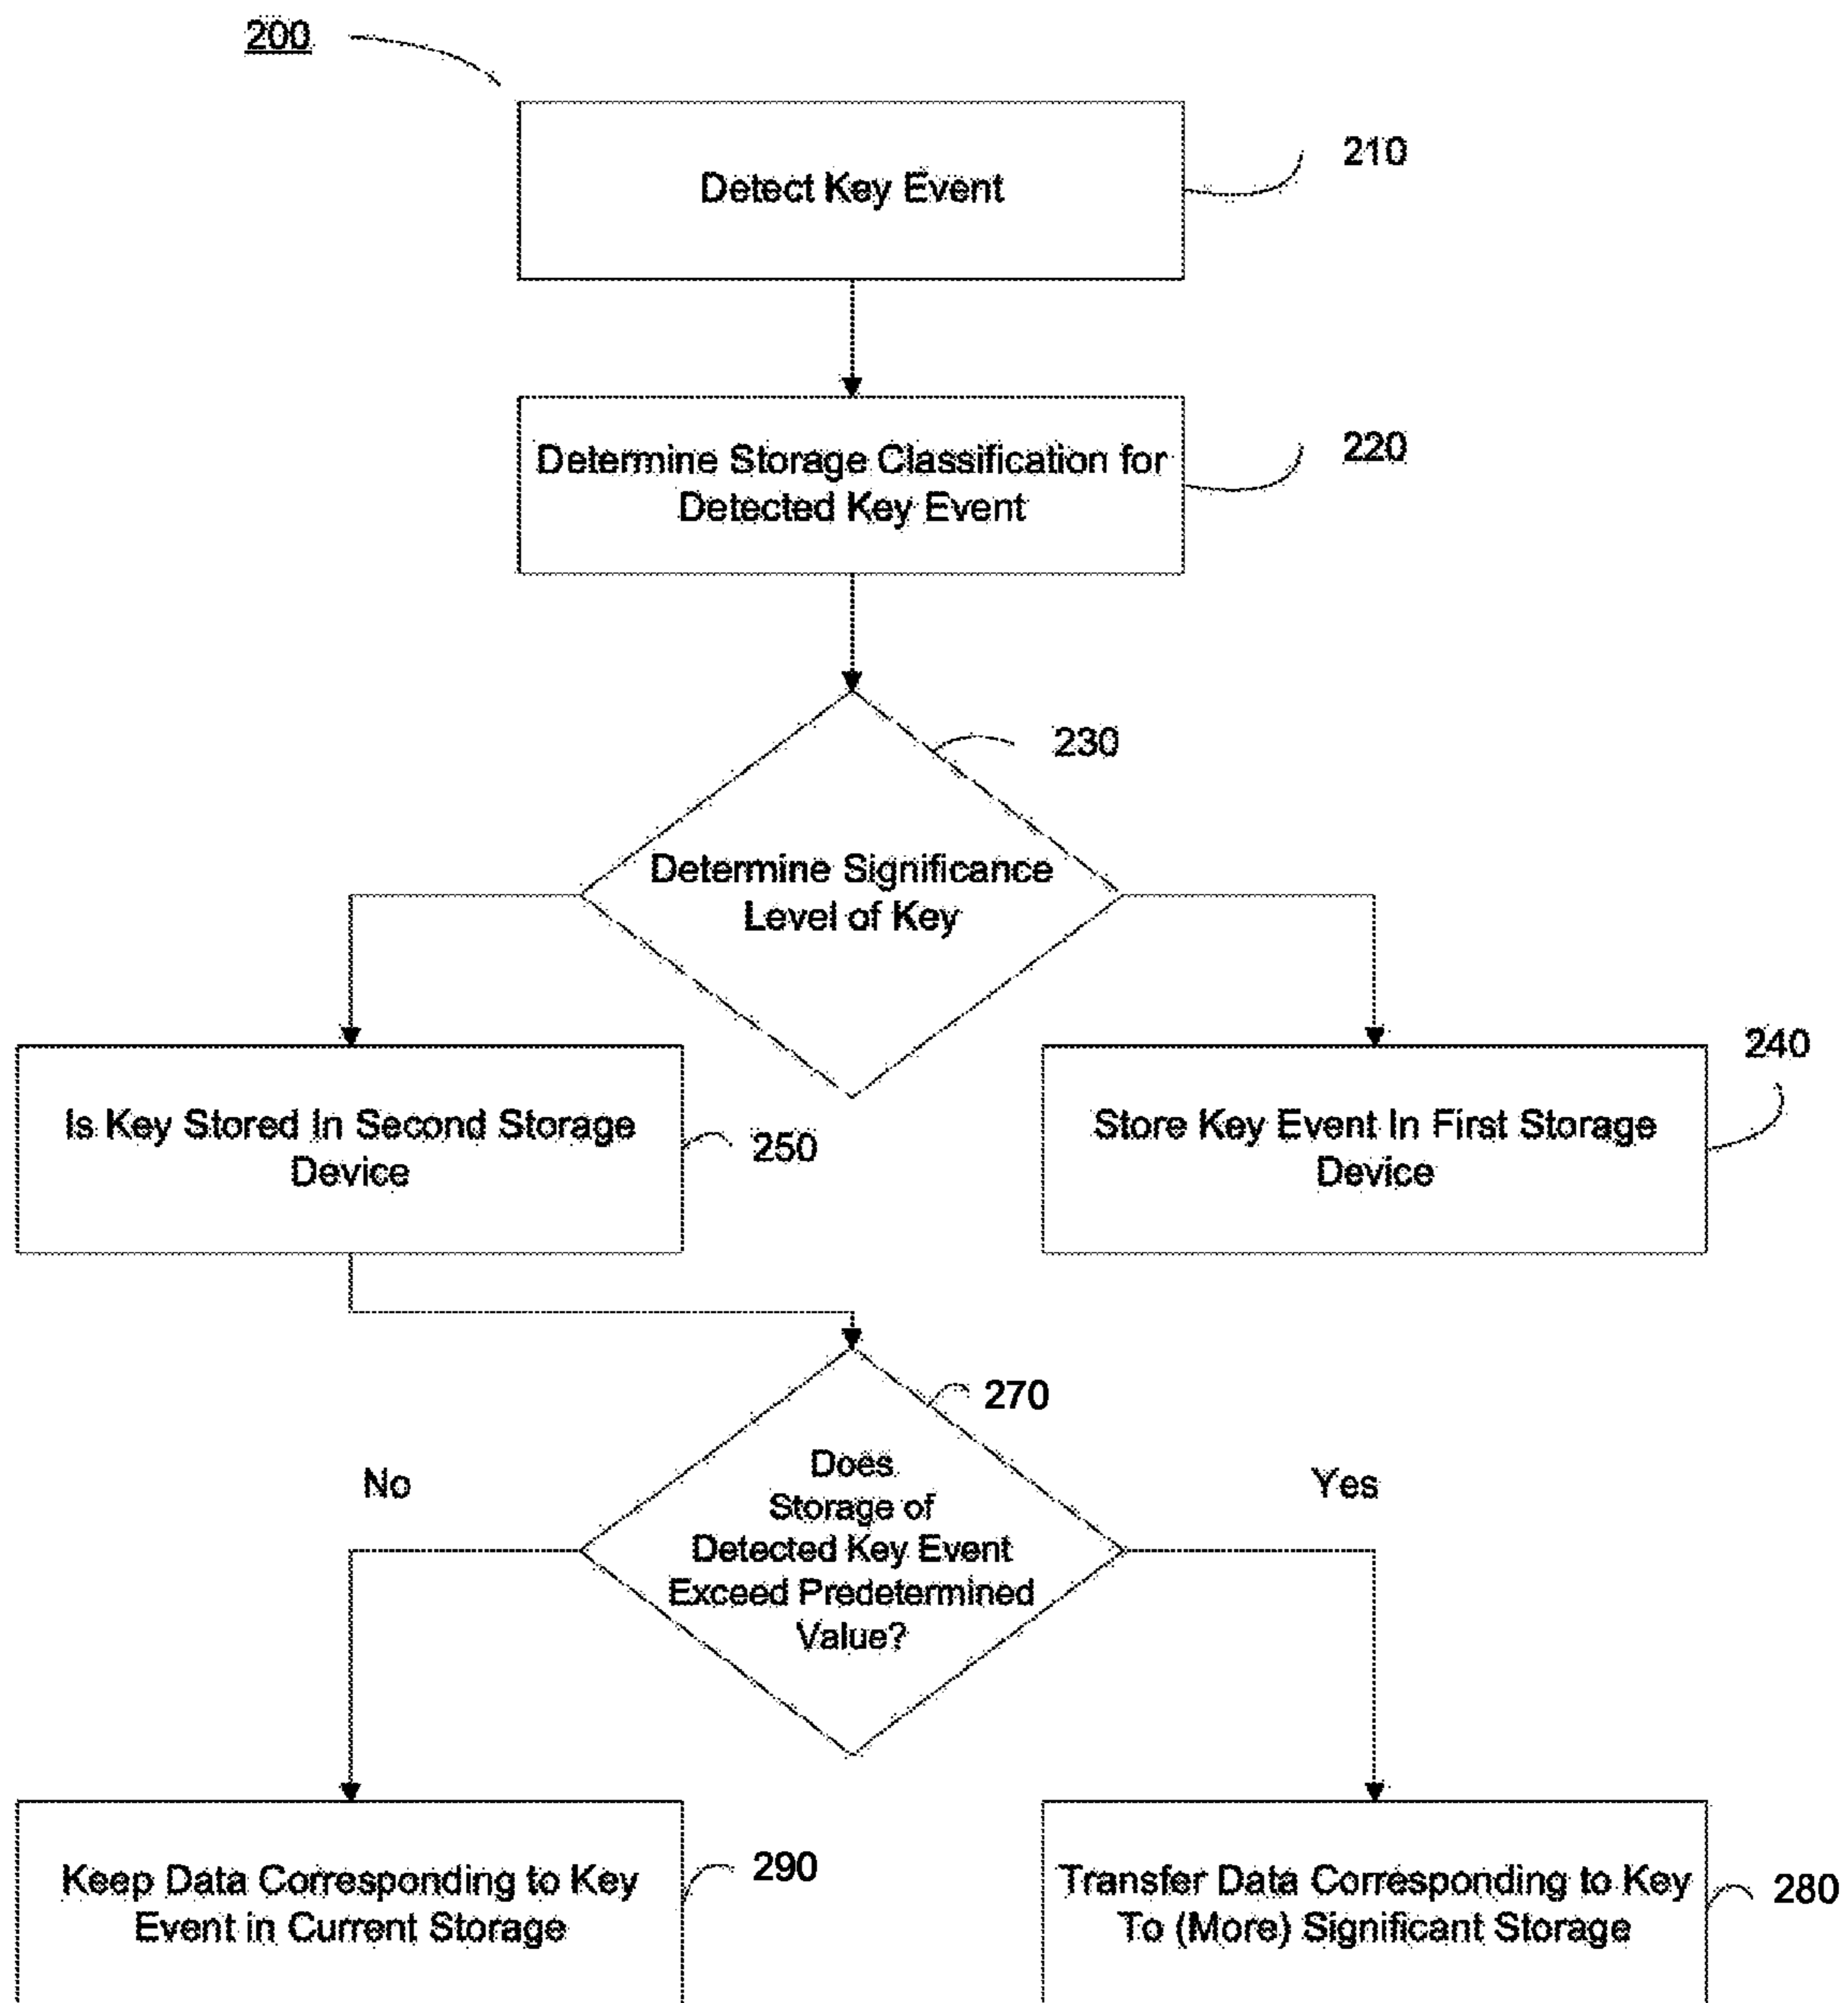 200
Detect Key Event
210
Determine Storage Classification for
Detected Key Event
220
230
Determine Significance
Level of Key
240
Is Key Stored In Second Storage
Device
250
Store Key Event In First Storage
Device
270
Does
Storage of
Detected Key Event
Exceed Predetermined
Value?
No
Yes
Keep Data Corresponding to Key
Event in Current Storage
290
Transfer Data Corresponding to Key
To (More) Significant Storage
280